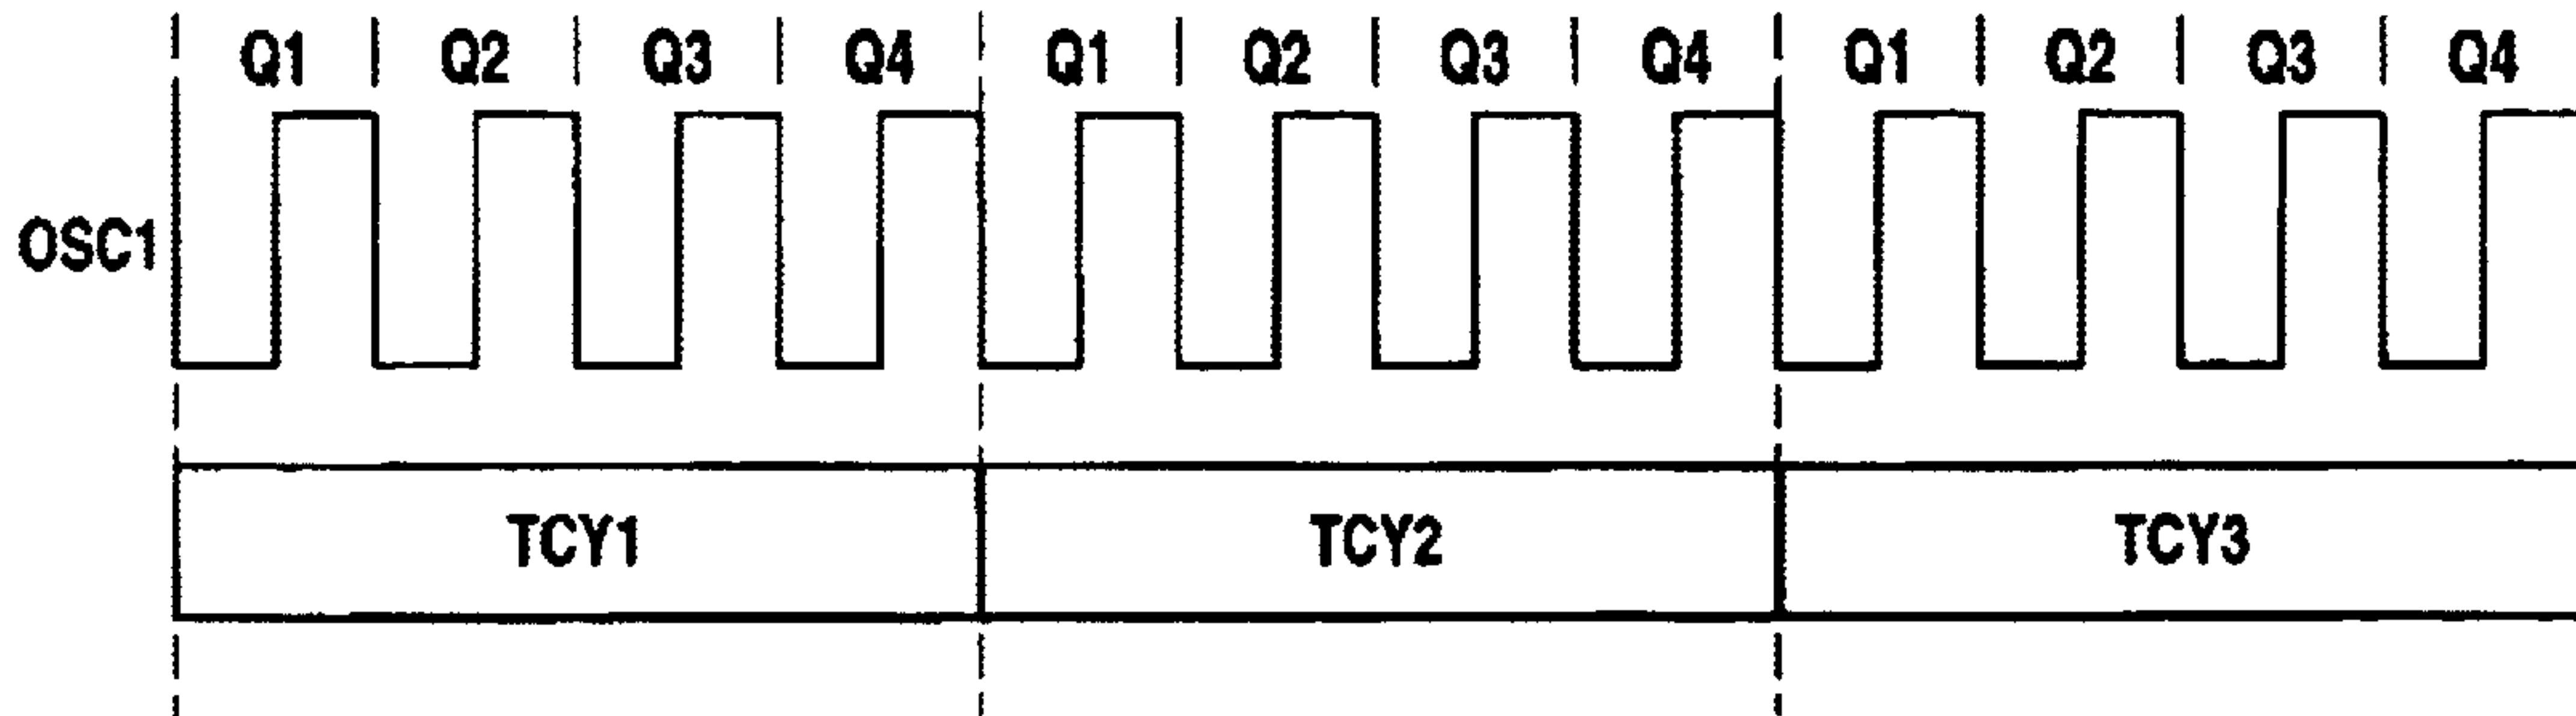 Q1 Q2 Q3 Q4 Q1 Q2 Q3 Q4 Q1 Q2 Q3 Q4
OSC1
TCY1 TCY2 TCY3